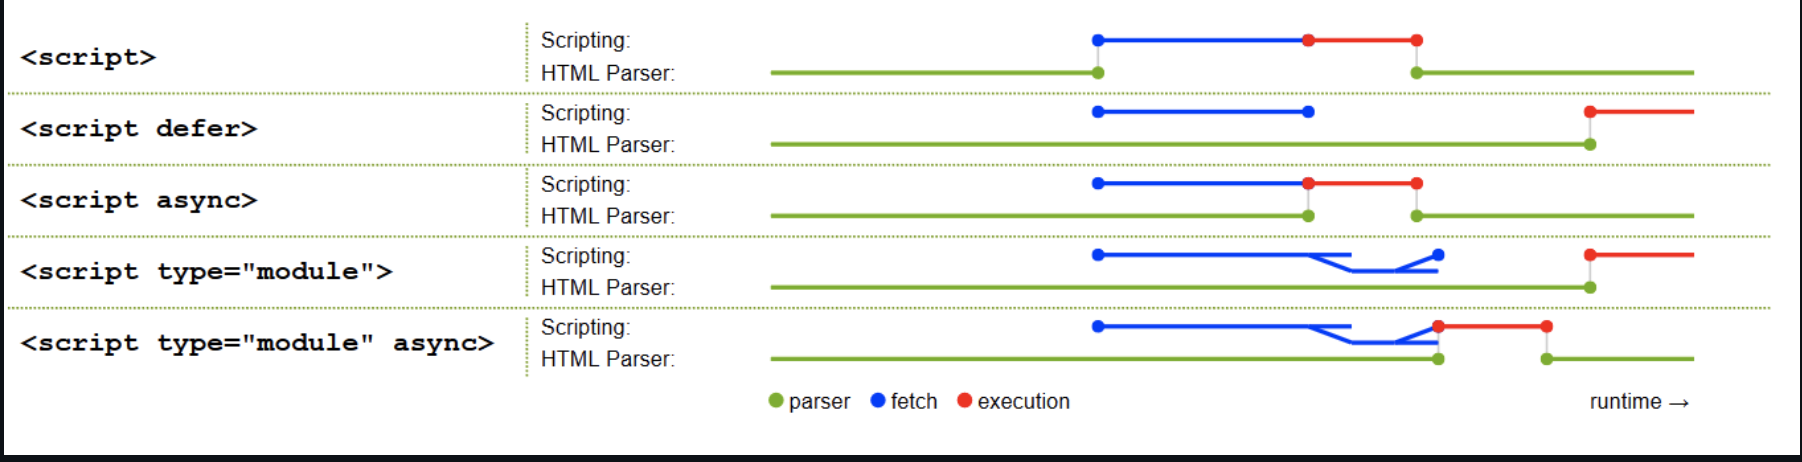 <script>
Scripting:
HTML Parser:
<script defer>
Scripting:
HTML Parser:
<script async>
Scripting:
HTML Parser:
<script type="module">
Scripting:
HTML Parser:
<script type="module" async>
Scripting:
HTML Parser:
parser fetch execution runtime →